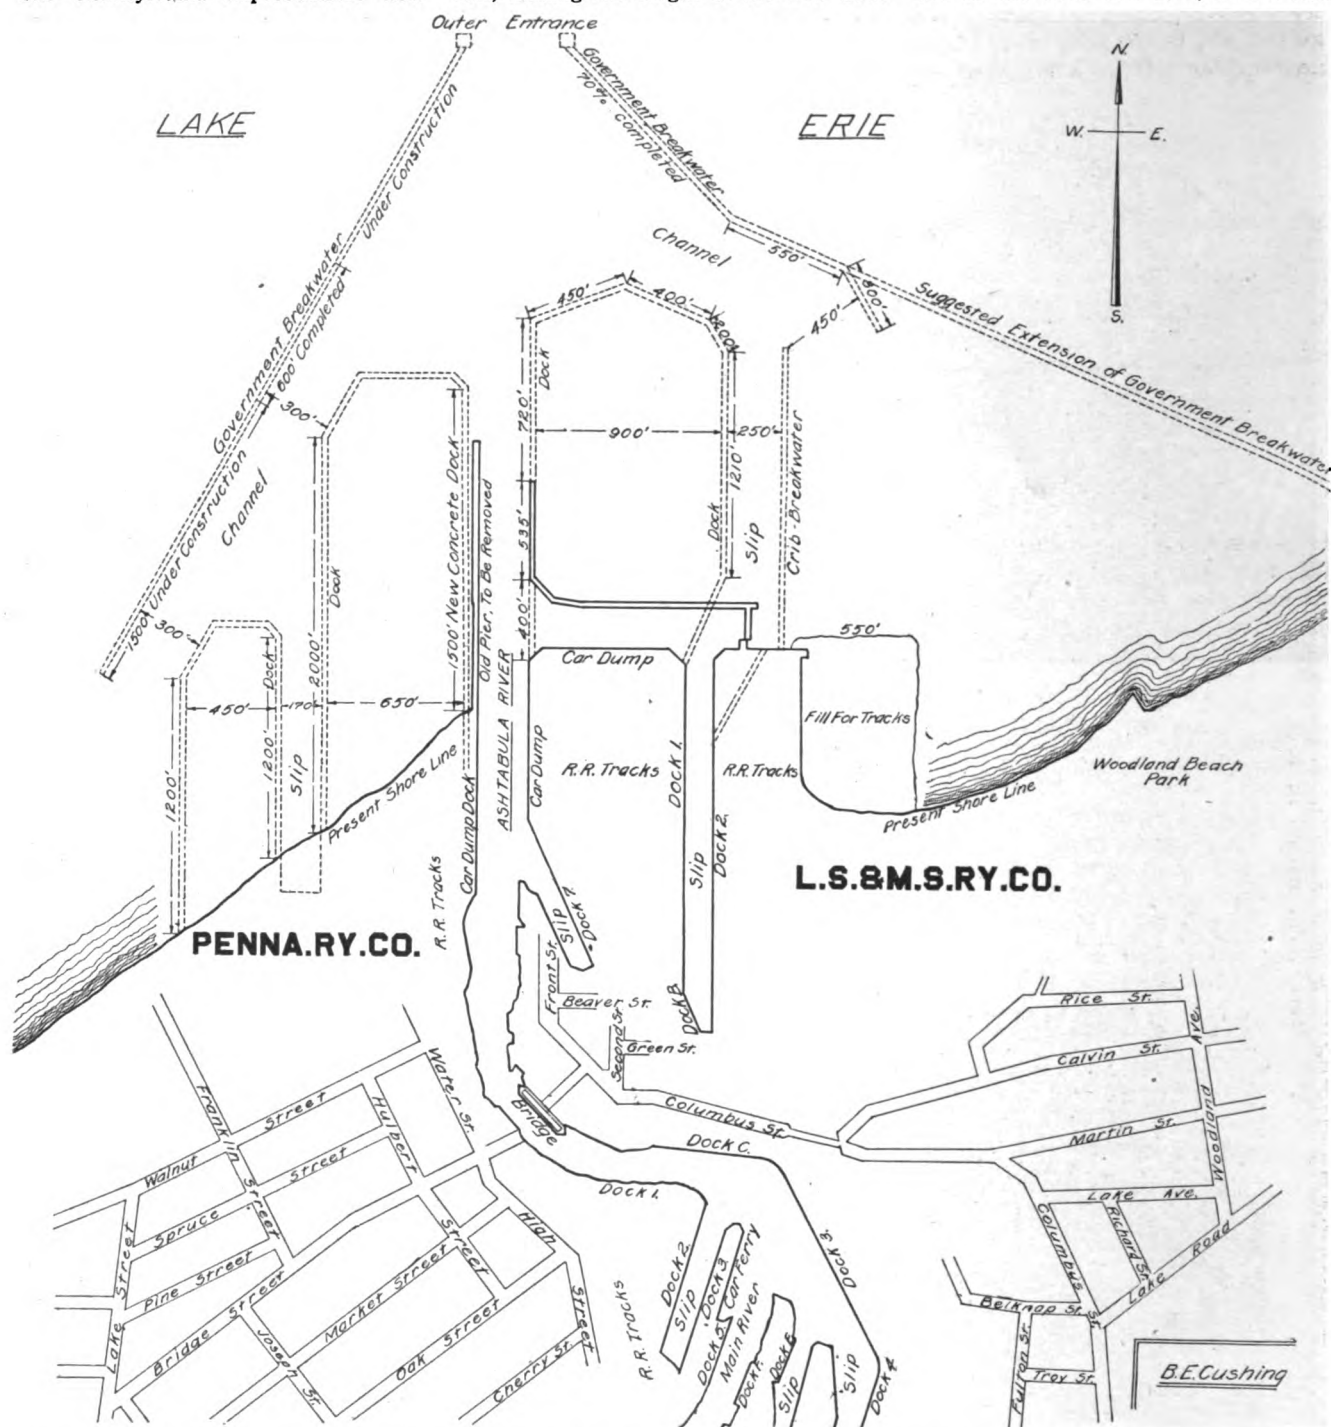 Outer Entrance
LAKE
ERIE
N.
W.
E.
S.
Government Breakwater
70% completed
Government Breakwater
Under Construction
600' Completed
1500' Under Construction
Channel
550'
600'
450'
Suggested Extension of Government Breakwater
450'
400'
200'
Dock
720'
900'
250'
1210'
Dock
Slip
Crib-Breakwater
535'
400'
300'
Channel
Dock
2000'
1500' New Concrete Dock
Old Pier, To Be Removed
300'
450'
Dock
1200'
170'
Slip
650'
1200'
Present Shore Line
ASHTABULA RIVER
Car Dump
Car Dump
550'
Fill For Tracks
R.R. Tracks
DOCK 1.
R.R. Tracks
DOCK 2.
Slip
Woodland Beach
Park
Present Shore Line
Car Dump Dock
R.R. Tracks
L.S.&M.S.RY.CO.
PENNA.RY.CO.
Slip
Dock 7.
Front St.
Beaver St.
Second St.
Green St.
DOCK B.
Bridge
Columbus St.
DOCK C.
DOCK 1.
Rice St.
Calvin St.
Martin St.
Woodland Ave.
Lake Ave.
Richard St.
Lake Road
Columbus St.
Belknap St.
Fulton St.
Troy St.
Water St.
Franklin Street
Walnut Street
Hulbert Street
Spruce Street
Pine Street
Lake Street
Bridge Street
Joseph St.
Market Street
Oak Street
High Street
Cherry St.
R.R. TRACKS
DOCK 2.
Slip
DOCK 3
Car Ferry
DOCK 5.
Main River
Slip
Slip
DOCK 3.
DOCK 4
B.E.Cushing